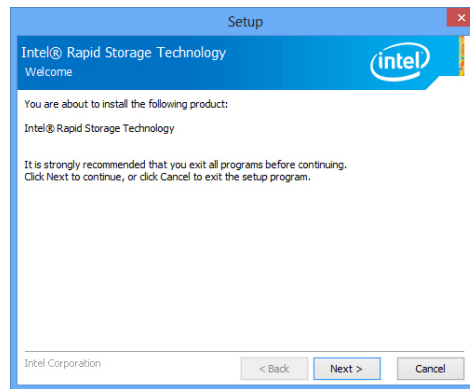 Setup
Intel® Rapid Storage Technology
Welcome
intel
You are about to install the following product:
Intel® Rapid Storage Technology
It is strongly recommended that you exit all programs before continuing.
Click Next to continue, or click Cancel to exit the setup program.
Intel Corporation
< Back
Next >
Cancel